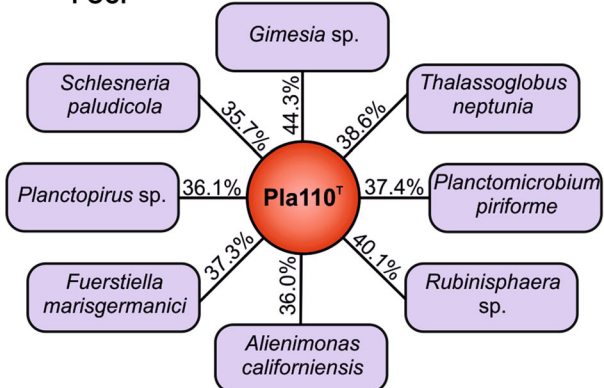 Gimesia sp.
Schlesneria
paludicola
Thalassoglobus
neptunia
35.7%
44.3%
38.6%
Planctopirus sp.
36.1%
Pla110ᵀ
37.4%
Planctomicrobium
piriforme
37.3%
36.0%
40.1%
Fuerstiella
marisgermanici
Rubinisphaera
sp.
Alienimonas
californiensis